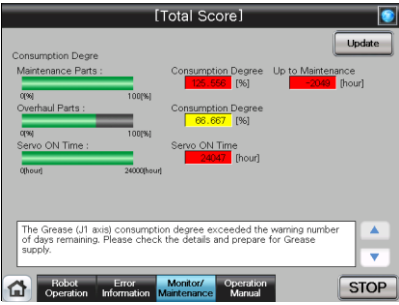 [Total Score]
Update
Consumption Degre
Maintenance Parts :
Consumption Degree
Up to Maintenance
125.556 [%]
-2049 [hour]
0[%]
100[%]
Overhaul Parts :
Consumption Degree
66.667 [%]
0[%]
100[%]
Servo ON Time :
Servo ON Time
24047 [hour]
0[hour]
24000[hour]
The Grease (J1 axis) consumption degree exceeded the warning number
of days remaining. Please check the details and prepare for Grease
supply.
Robot
Operation
Error
Information
Monitor/
Maintenance
Operation
Manual
STOP